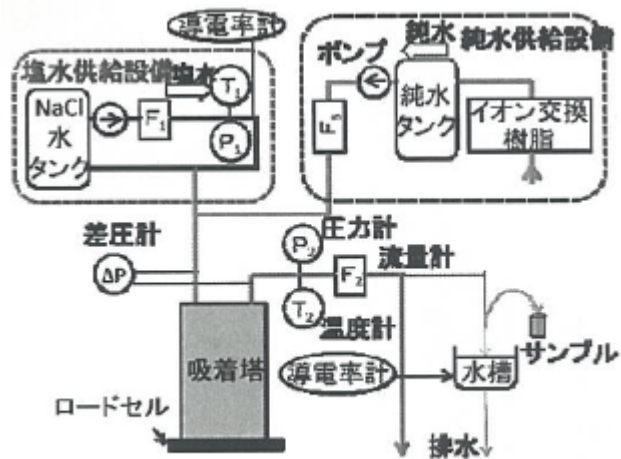 導電率計
塩水供給設備
塩水
T₁
NaCl
水
タンク
F₁
P₁
ポンプ
純水
純水供給設備
純水
タンク
イオン交換
樹脂
差圧計
ΔP
P₂
圧力計
F₂
流量計
T₂
温度計
サンプル
吸着塔
導電率計
水槽
ロードセル
排水